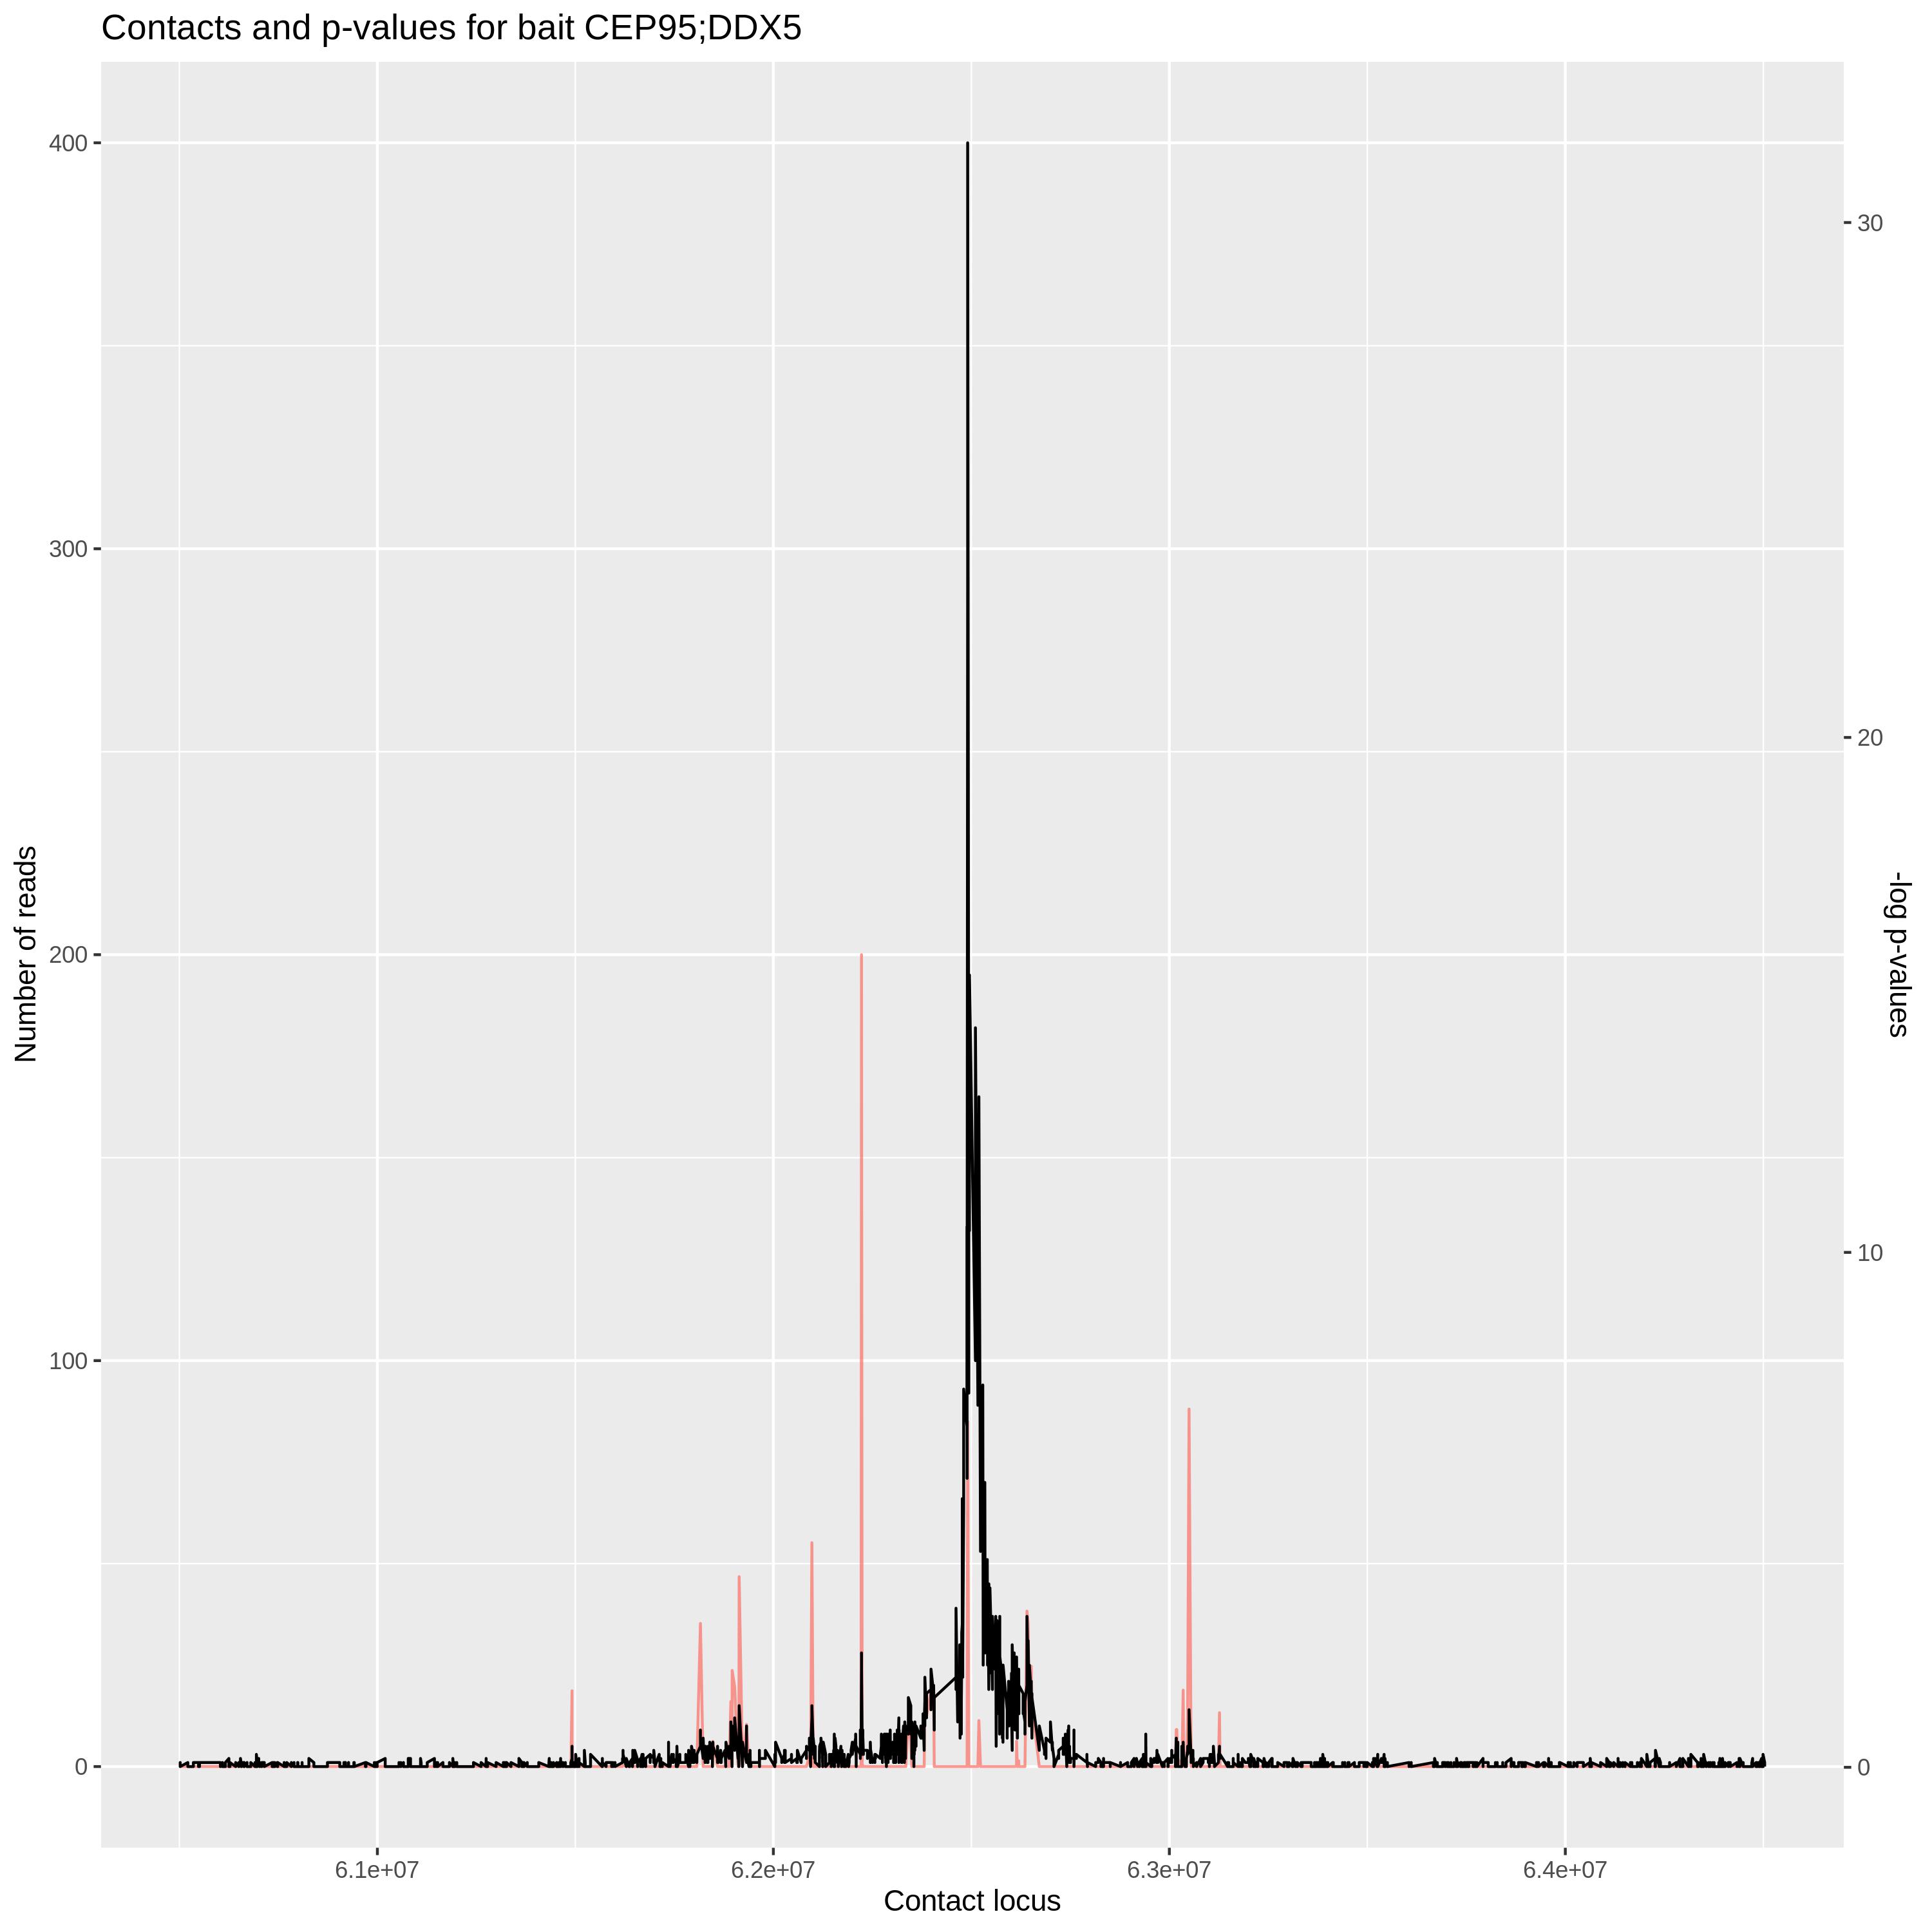 Contacts and p-values for bait CEP95;DDX5
400
300
200
100
0
Number of reads
30
20
10
0
-log p-values
6.1e+07
6.2e+07
6.3e+07
6.4e+07
Contact locus